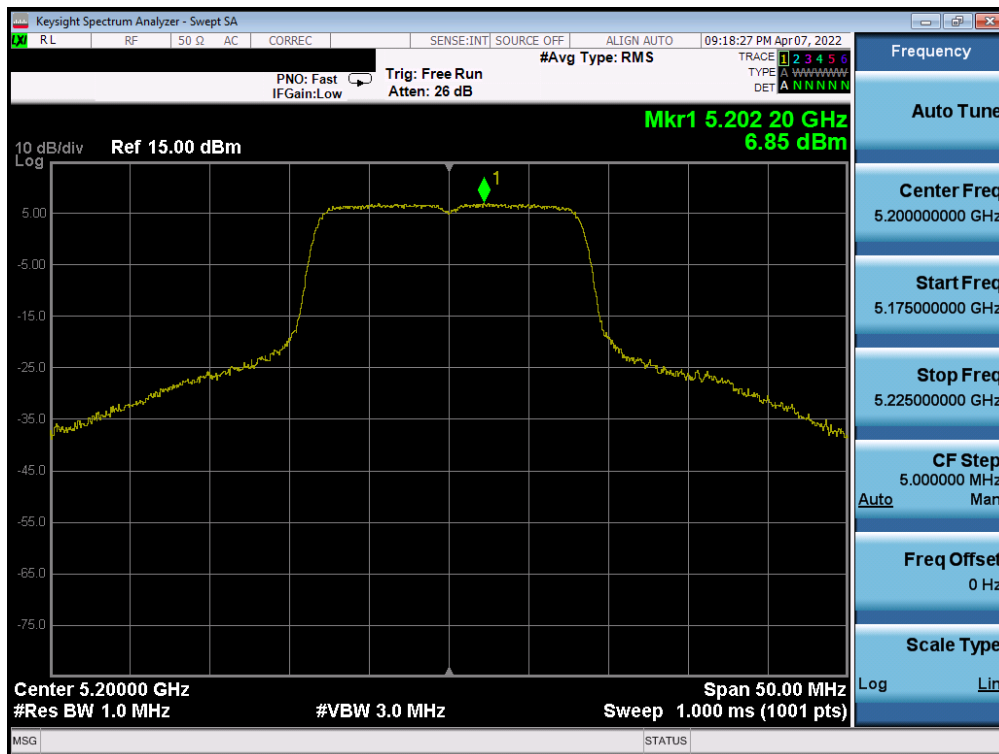 Keysight Spectrum Analyzer - Swept SA
LXI RL RF 50 Ω AC CORREC SENSE:INT SOURCE OFF ALIGN AUTO 09:18:27 PM Apr 07, 2022
Frequency
#Avg Type: RMS
TRACE 1 2 3 4 5 6
PNO: Fast Trig: Free Run
TYPE A WWWWW
IFGain:Low Atten: 26 dB
DET A N N N N N
Auto Tune
Mkr1 5.202 20 GHz
6.85 dBm
10 dB/div Ref 15.00 dBm
Log
1
5.00
-5.00
-15.0
-25.0
-35.0
-45.0
-55.0
-65.0
-75.0
Center 5.20000 GHz Span 50.00 MHz
#Res BW 1.0 MHz #VBW 3.0 MHz Sweep 1.000 ms (1001 pts)
MSG STATUS
Center Freq
5.200000000 GHz
Start Freq
5.175000000 GHz
Stop Freq
5.225000000 GHz
CF Step
5.000000 MHz
Auto Man
Freq Offset
0 Hz
Scale Type
Log Lin